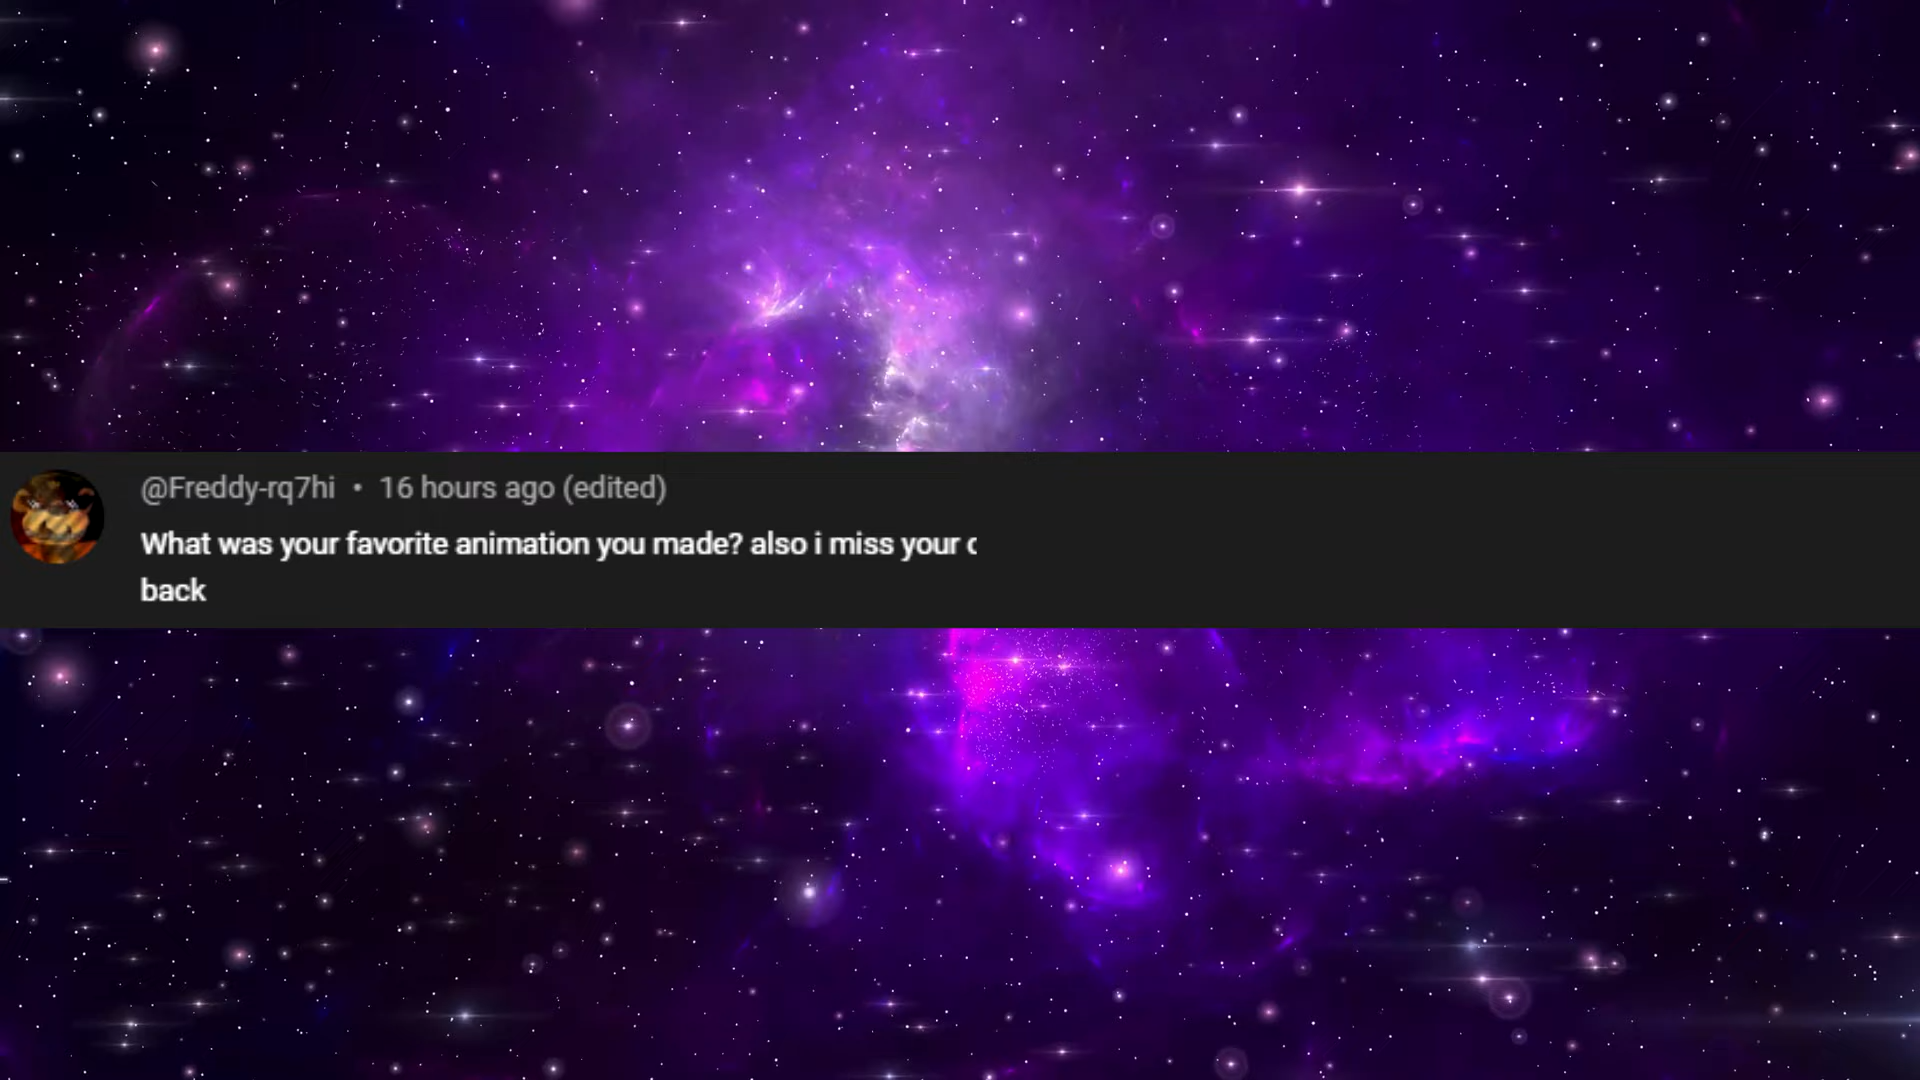 @Freddy-rq7hi • 16 hours ago (edited)
What was your favorite animation you made? also i miss your
back